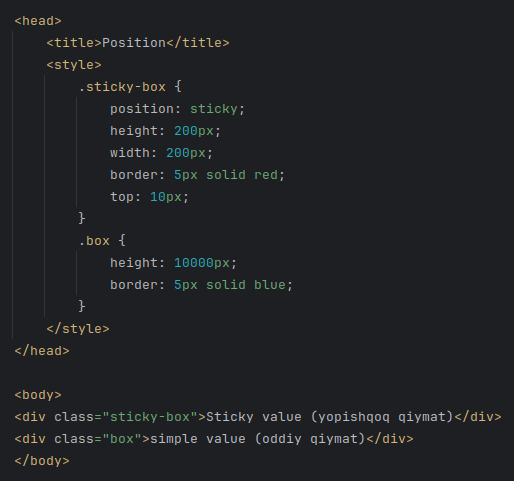 <head>
    <title>Position</title>
    <style>
        .sticky-box {
            position: sticky;
            height: 200px;
            width: 200px;
            border: 5px solid red;
            top: 10px;
        }
        .box {
            height: 10000px;
            border: 5px solid blue;
        }
    </style>
</head>

<body>
<div class="sticky-box">Sticky value (yopishqoq qiymat)</div>
<div class="box">simple value (oddiy qiymat)</div>
</body>